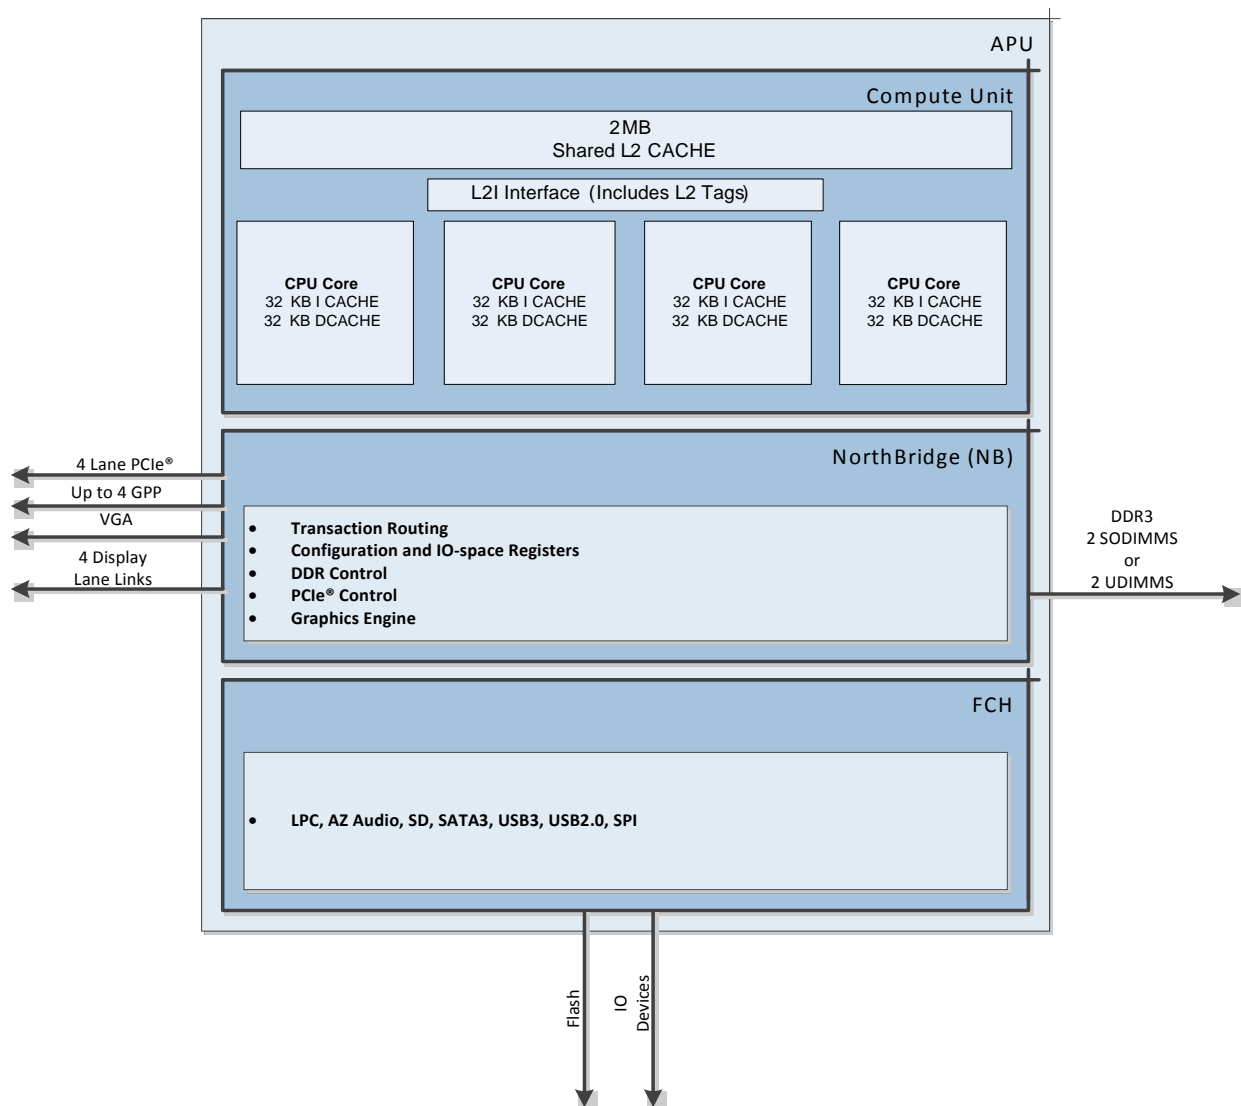 APU
Compute Unit
2MB
Shared L2 CACHE
L2I Interface (Includes L2 Tags)
CPU Core
32 KB I CACHE
32 KB DCACHE
CPU Core
32 KB I CACHE
32 KB DCACHE
CPU Core
32 KB I CACHE
32 KB DCACHE
CPU Core
32 KB I CACHE
32 KB DCACHE
4 Lane PCIe®
Up to 4 GPP
VGA
4 Display
Lane Links
NorthBridge (NB)
• Transaction Routing
• Configuration and IO-space Registers
• DDR Control
• PCIe® Control
• Graphics Engine
DDR3
2 SODIMMS
or
2 UDIMMS
FCH
• LPC, AZ Audio, SD, SATA3, USB3, USB2.0, SPI
Flash
IO
Devices